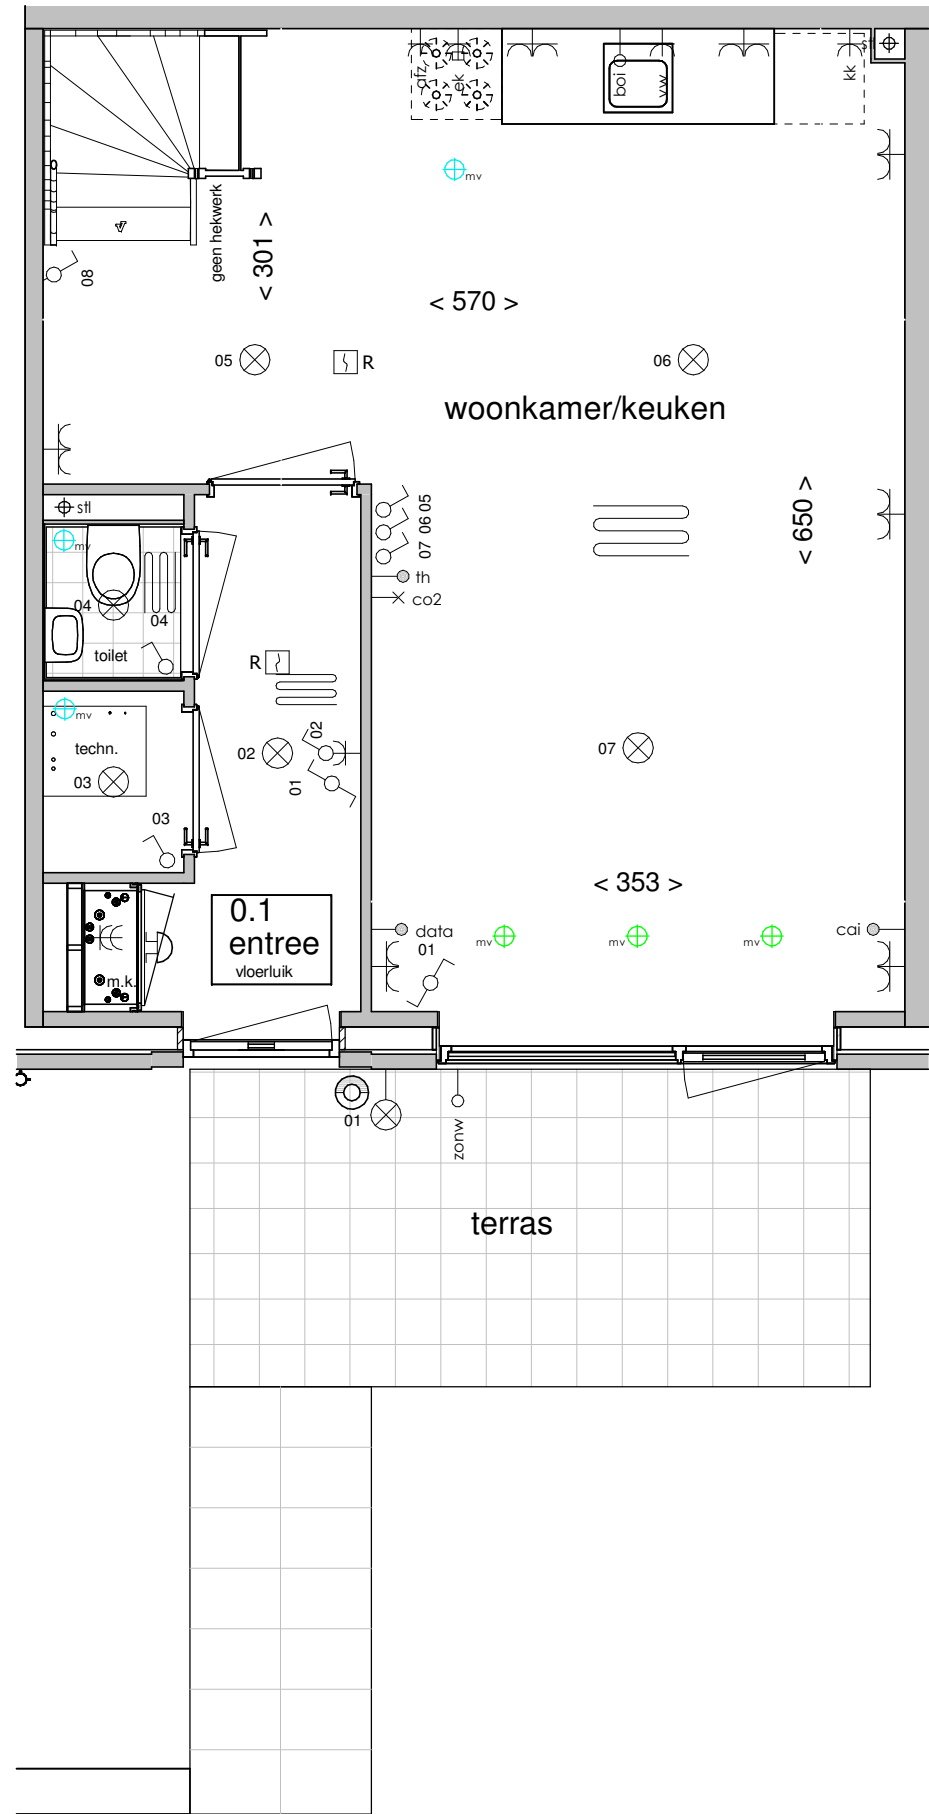 afz
ek
boi
vw
kk
stl
mv
geen hekwerk
< 301 >
08
< 570 >
05
R
06
woonkamer/keuken
< 650 >
stl
mv
04
04
toilet
07 06 05
th
co2
R
mv
techn.
03
03
02
02
01
07
< 353 >
0.1
entree
vloerluik
m.k.
data
01
mv
mv
mv
cai
01
zonw
terras